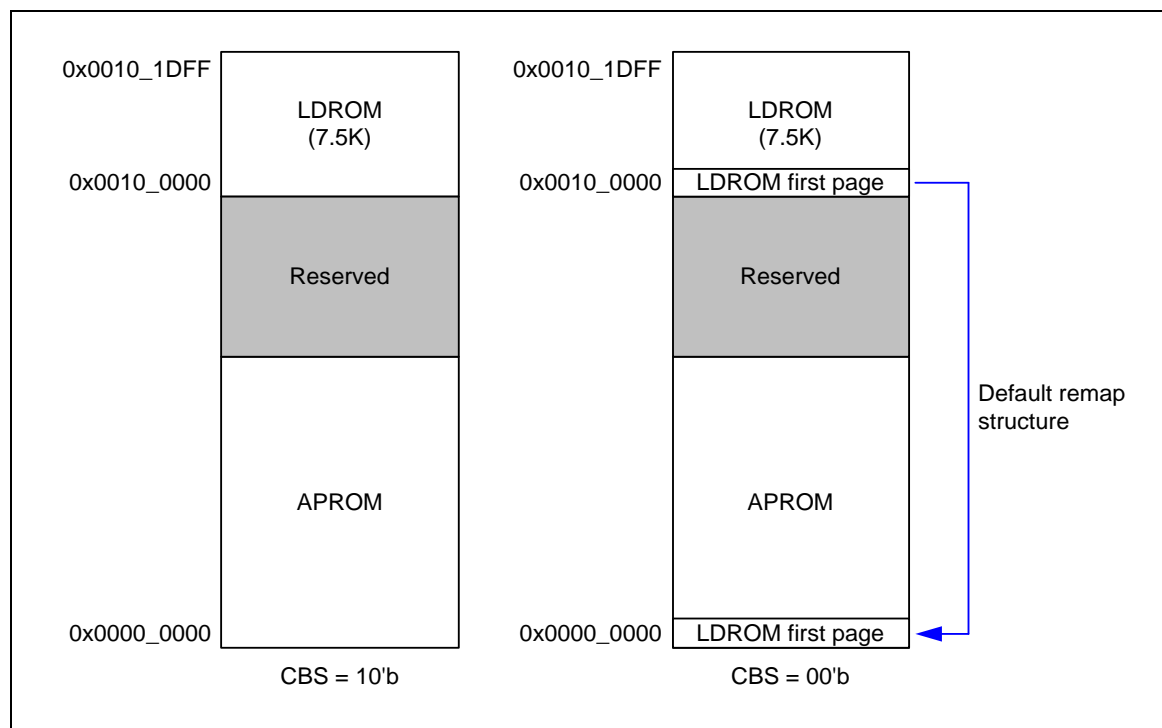 0x0010_1DFF
LDROM
(7.5K)
0x0010_0000
Reserved
APROM
0x0000_0000
CBS = 10'b
0x0010_1DFF
LDROM
(7.5K)
0x0010_0000
LDROM first page
Reserved
Default remap
structure
APROM
0x0000_0000
LDROM first page
CBS = 00'b